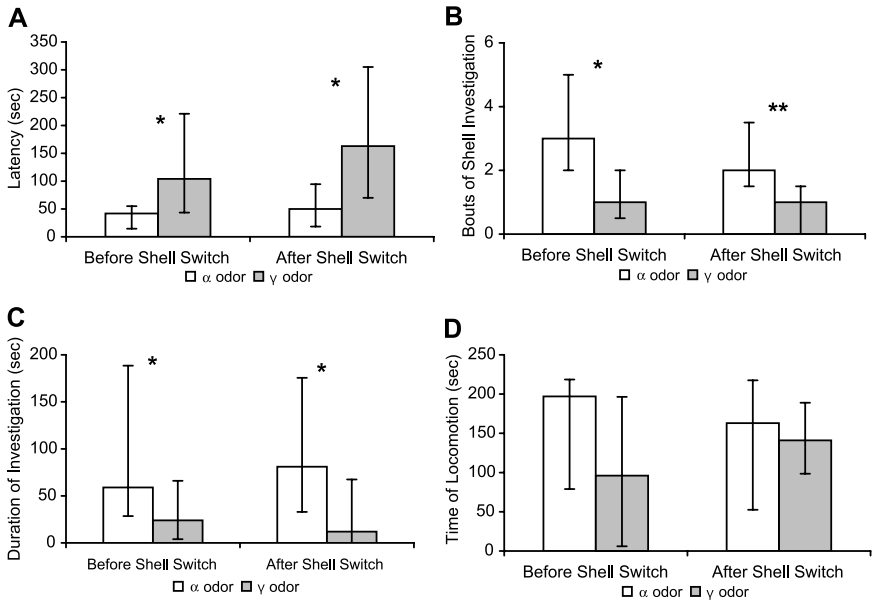 A
Latency (sec)
350
300
250
200
150
100
50
0
*
*
Before Shell Switch
After Shell Switch
α odor
γ odor
B
Bouts of Shell Investigation
6
4
2
0
*
**
Before Shell Switch
After Shell Switch
α odor
γ odor
C
Duration of Investigation (sec)
200
150
100
50
0
*
*
Before Shell Switch
After Shell Switch
α odor
γ odor
D
Time of Locomotion (sec)
250
200
150
100
50
0
Before Shell Switch
After Shell Switch
α odor
γ odor